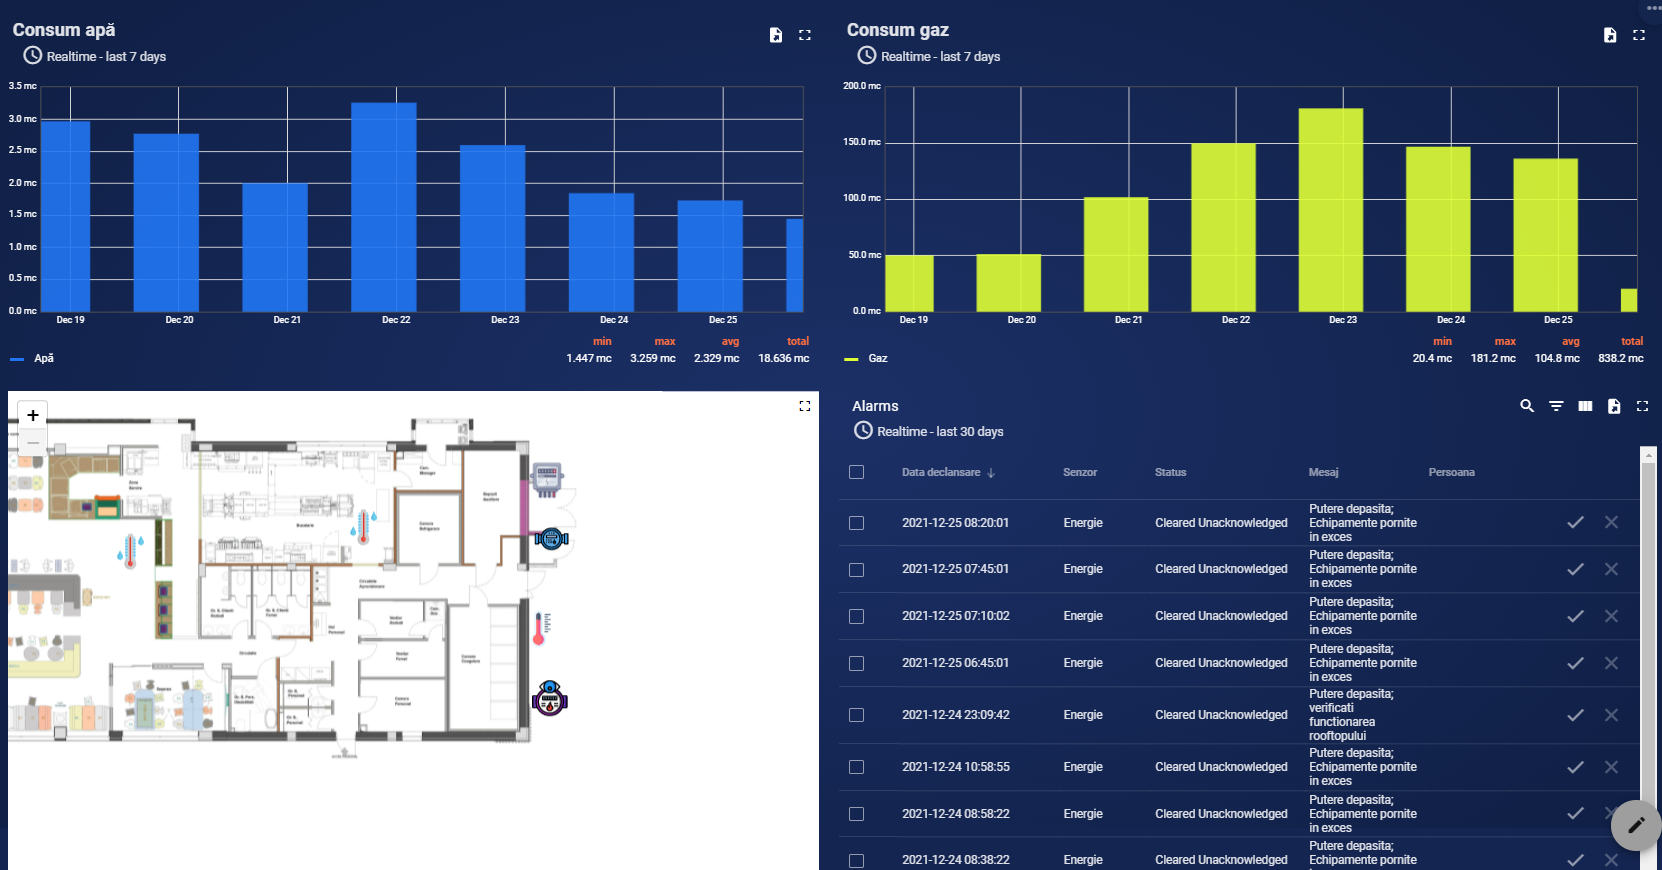 Consum apă
Realtime - last 7 days
3.5 mc
3.0 mc
2.5 mc
2.0 mc
1.5 mc
1.0 mc
0.5 mc
0.0 mc
Dec 19 Dec 20 Dec 21 Dec 22 Dec 23 Dec 24 Dec 25
min max avg total
Apă 1.447 mc 3.259 mc 2.329 mc 18.636 mc
Consum gaz
Realtime - last 7 days
200.0 mc
150.0 mc
100.0 mc
50.0 mc
0.0 mc
Dec 19 Dec 20 Dec 21 Dec 22 Dec 23 Dec 24 Dec 25
min max avg total
Gaz 20.4 mc 181.2 mc 104.8 mc 838.2 mc
+
−
Alarms
Realtime - last 30 days
Data declansare Senzor Status Mesaj Persoana
2021-12-25 08:20:01 Energie Cleared Unacknowledged
Putere depasita;
Echipamente pornite
in exces
2021-12-25 07:45:01 Energie Cleared Unacknowledged
Putere depasita;
Echipamente pornite
in exces
2021-12-25 07:10:02 Energie Cleared Unacknowledged
Putere depasita;
Echipamente pornite
in exces
2021-12-25 06:45:01 Energie Cleared Unacknowledged
Putere depasita;
Echipamente pornite
in exces
2021-12-24 23:09:42 Energie Cleared Unacknowledged
Putere depasita;
verificati
functionarea
rooftopului
2021-12-24 10:58:55 Energie Cleared Unacknowledged
Putere depasita;
Echipamente pornite
in exces
2021-12-24 08:58:22 Energie Cleared Unacknowledged
Putere depasita;
Echipamente pornite
in exces
2021-12-24 08:38:22 Energie Cleared Unacknowledged
Putere depasita;
Echipamente pornite